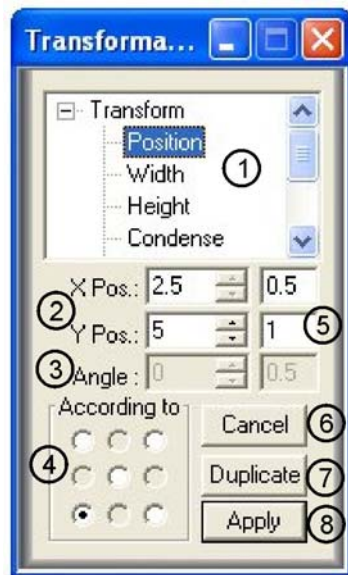 Transforma...
Transform
Position
Width
1
Height
Condense
X Pos.: 2.5 0.5
2
Y Pos.: 5 1
5
3 Angle : 0 0.5
According to
Cancel 6
4
Duplicate 7
Apply 8